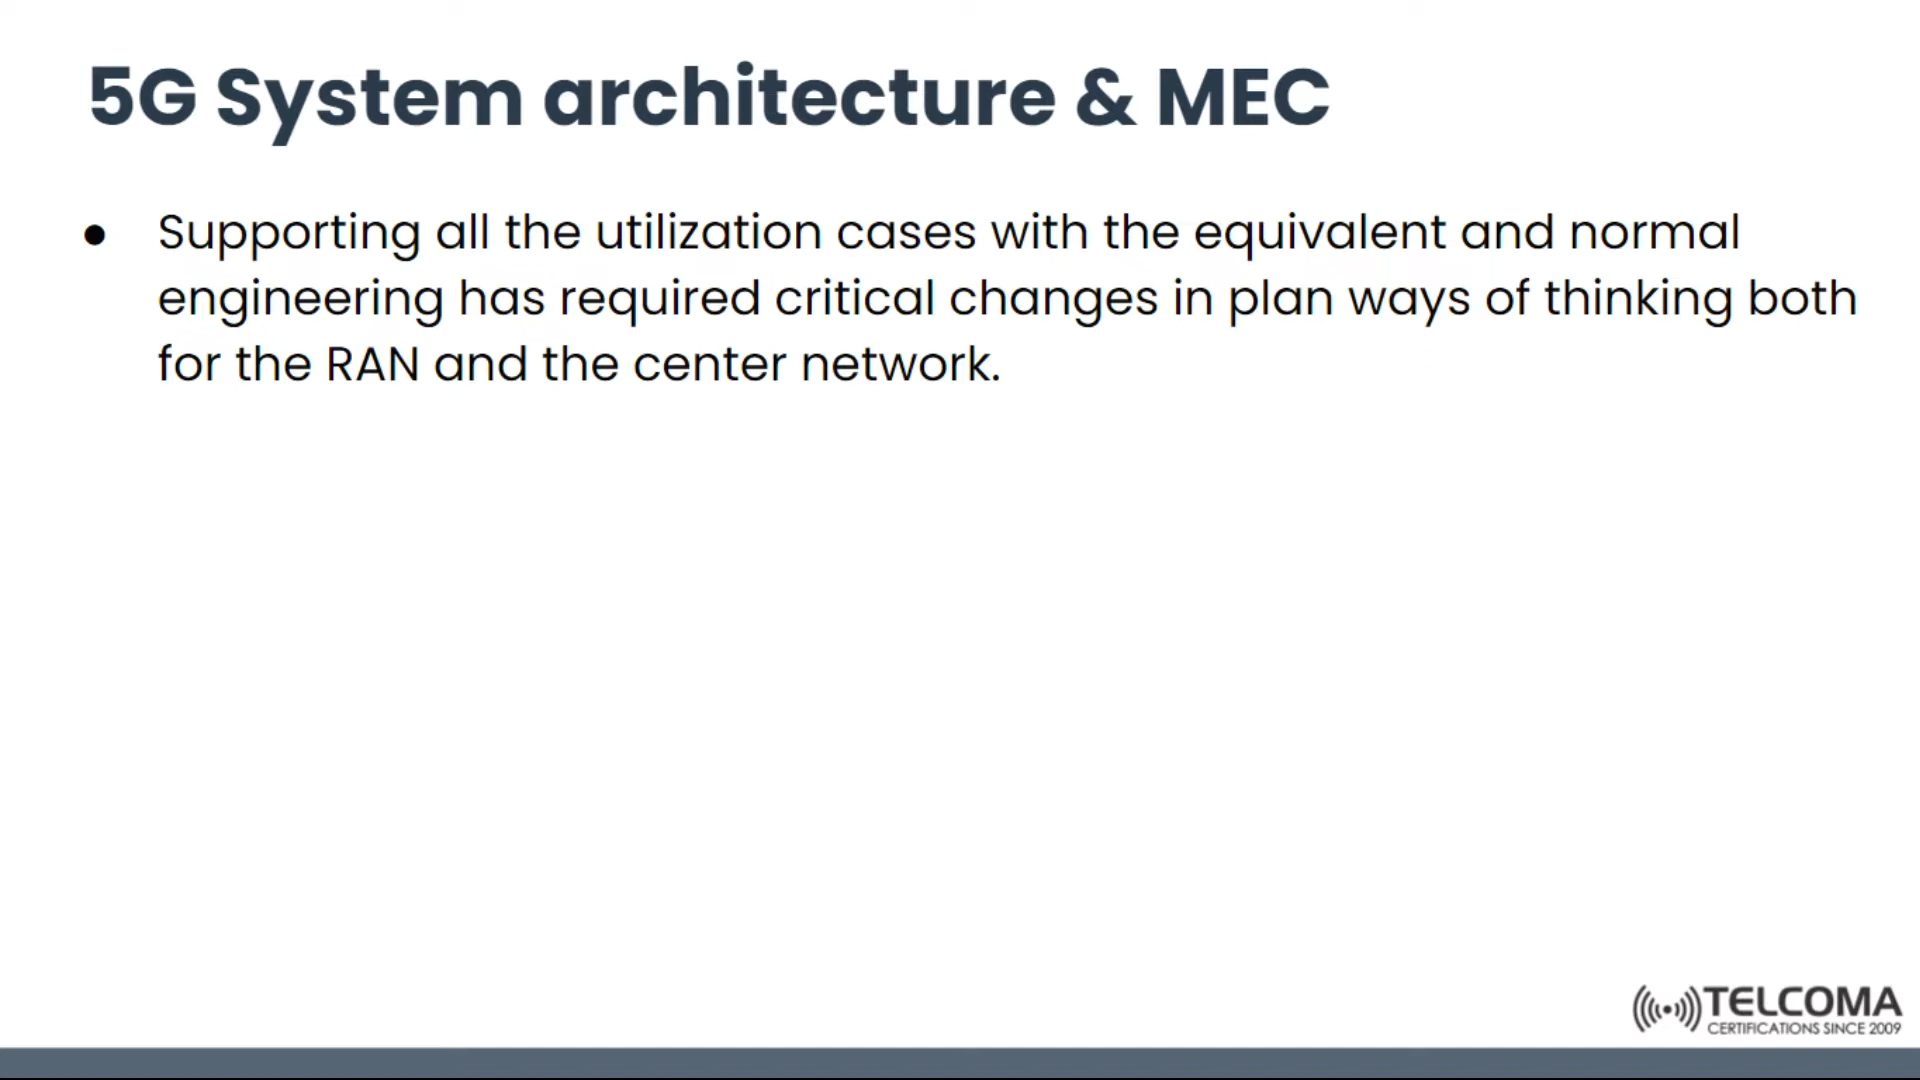 5G System architecture & MEC
● Supporting all the utilization cases with the equivalent and normal
engineering has required critical changes in plan ways of thinking both
for the RAN and the center network.
TELCOMA
CERTIFICATIONS SINCE 2009